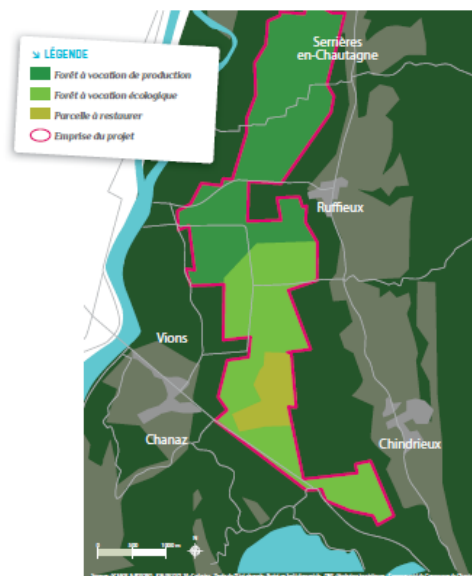 LÉGENDE
Forêt à vocation de production
Forêt à vocation écologique
Parcelle à restaurer
Emprise du projet
Serrières
en-Chautagne
Ruffieux
Vions
Chanaz
Chindrieux
0 500 1 000 m
N